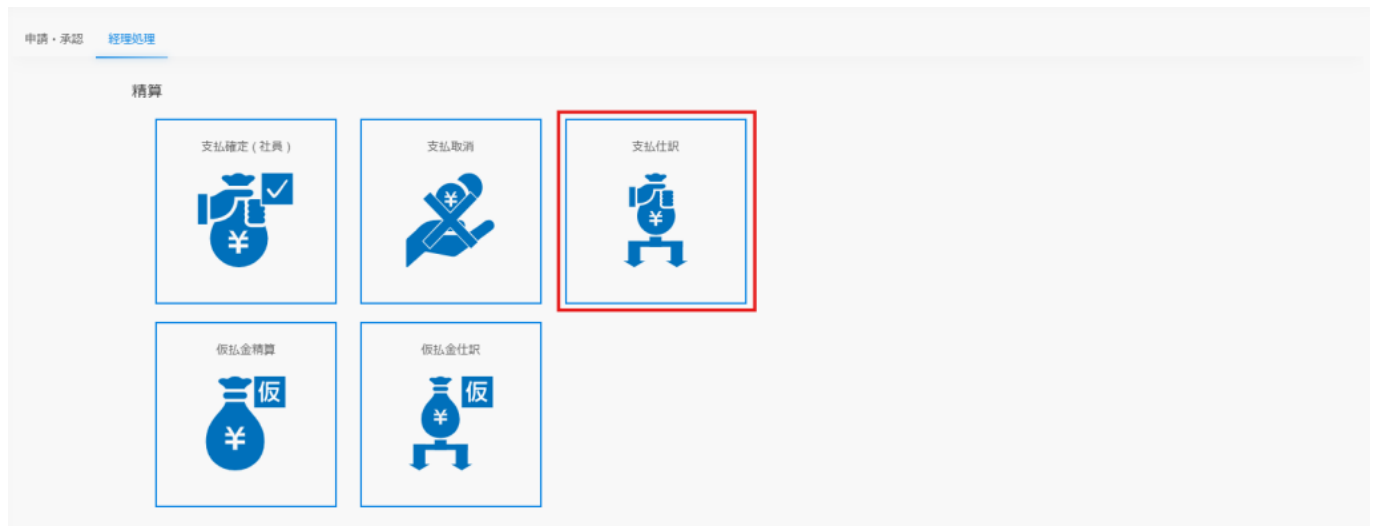 申請・承認 経理処理
精算
支払確定 ( 社員 ) 支払取消 支払仕訳
¥ ¥ ¥
仮払金精算 仮払金仕訳
仮 仮
¥ ¥